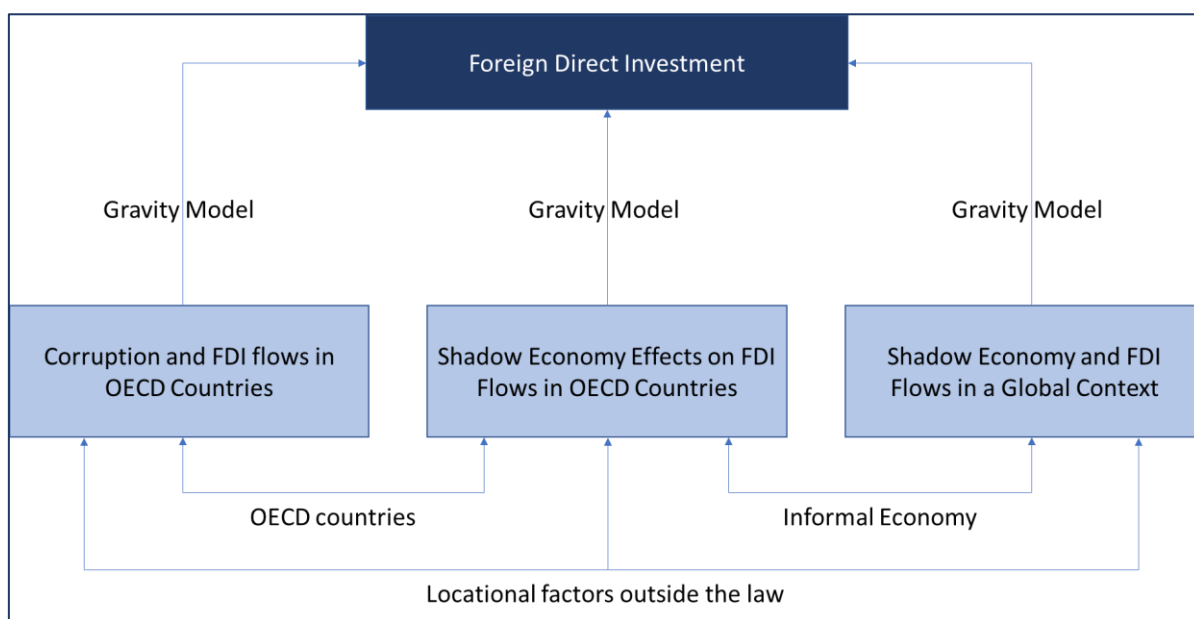 Foreign Direct Investment
Gravity Model
Gravity Model
Gravity Model
Corruption and FDI flows in
OECD Countries
Shadow Economy Effects on FDI
Flows in OECD Countries
Shadow Economy and FDI
Flows in a Global Context
OECD countries
Informal Economy
Locational factors outside the law